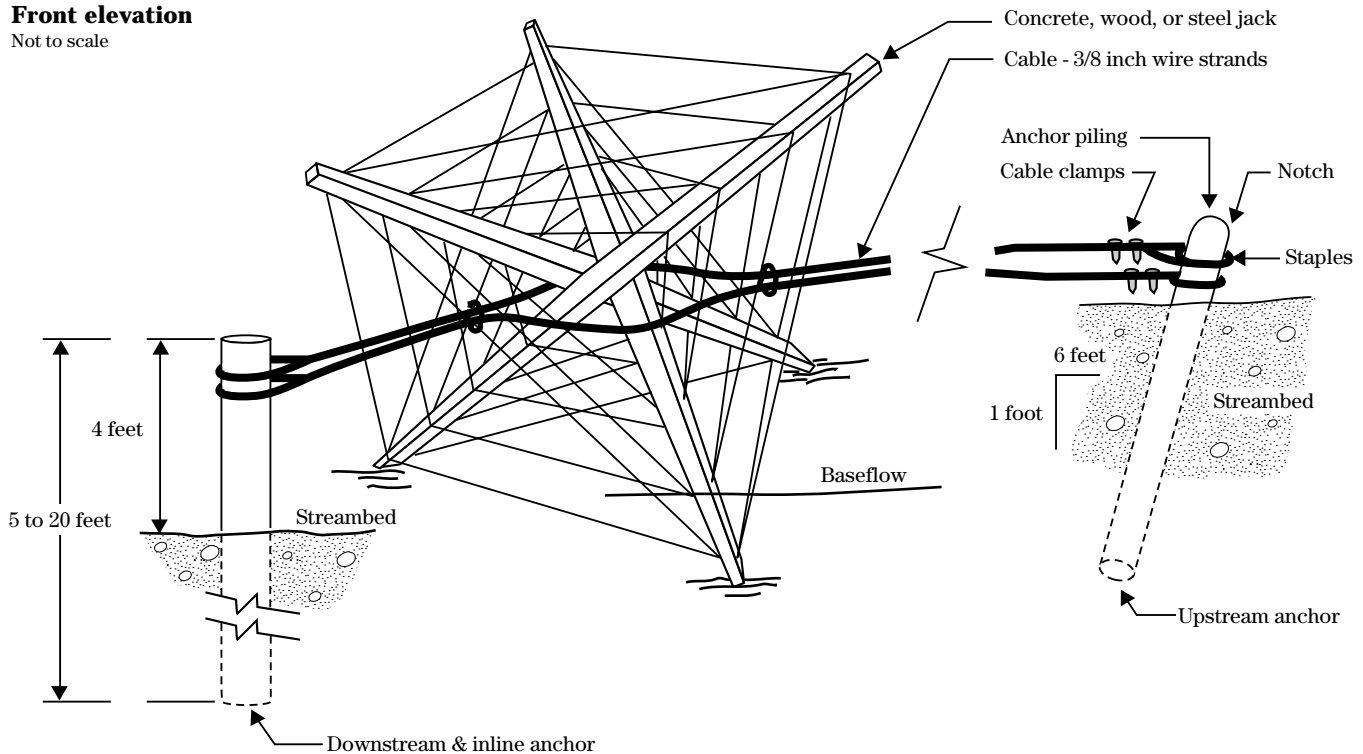 Front elevation
Not to scale
Concrete, wood, or steel jack
Cable - 3/8 inch wire strands
Anchor piling
Cable clamps
Notch
Staples
6 feet
1 foot
Streambed
4 feet
5 to 20 feet
Streambed
Baseflow
Upstream anchor
Downstream & inline anchor